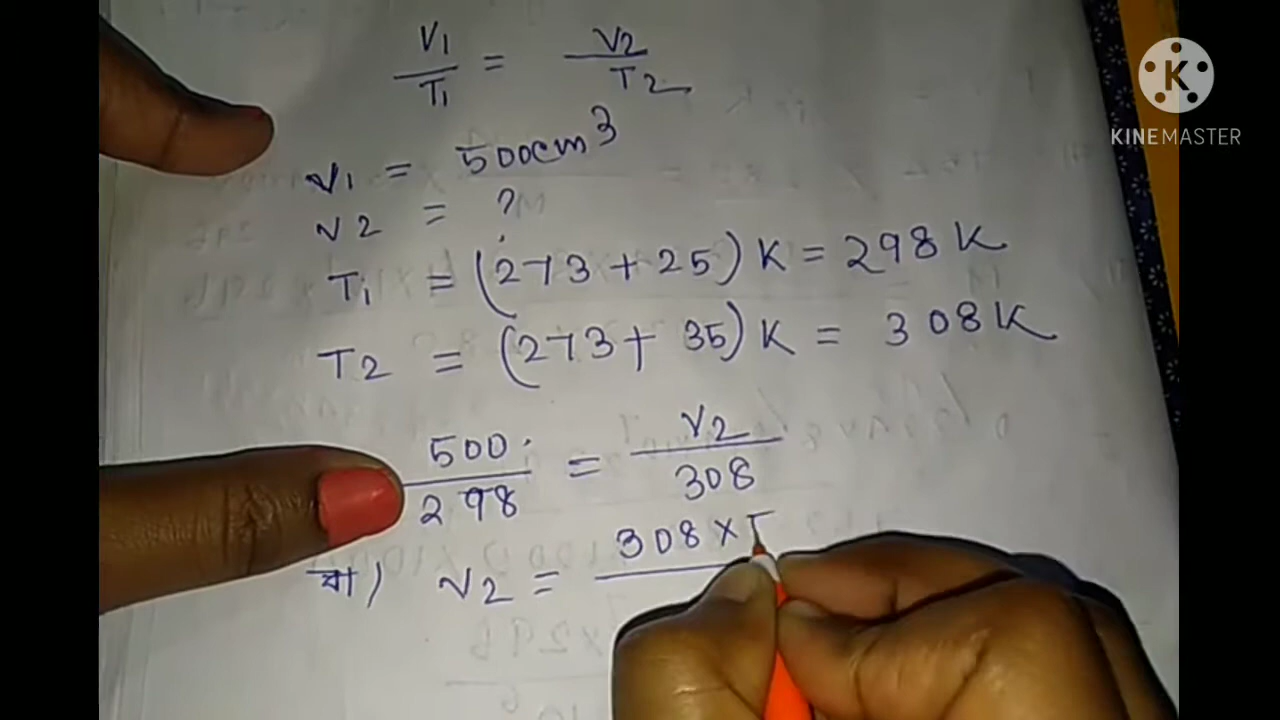 V1/T1 = V2/T2
V1 = 500cm³
V2 = ?
T1 = (273 + 25) K = 298 K
T2 = (273 + 35) K = 308 K
500/298 = V2/308
বা) V2 = 308 ×
K
KINEMASTER